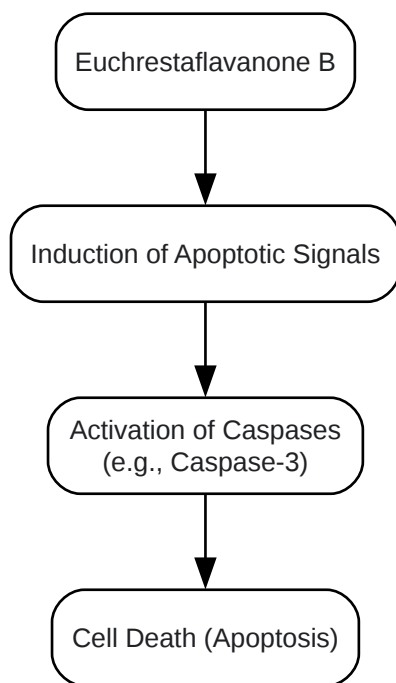 Euchrestaflavanone B
Induction of Apoptotic Signals
Activation of Caspases
(e.g., Caspase-3)
Cell Death (Apoptosis)